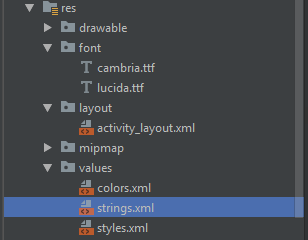 res
drawable
font
cambria.ttf
lucida.ttf
layout
activity_layout.xml
mipmap
values
colors.xml
strings.xml
styles.xml